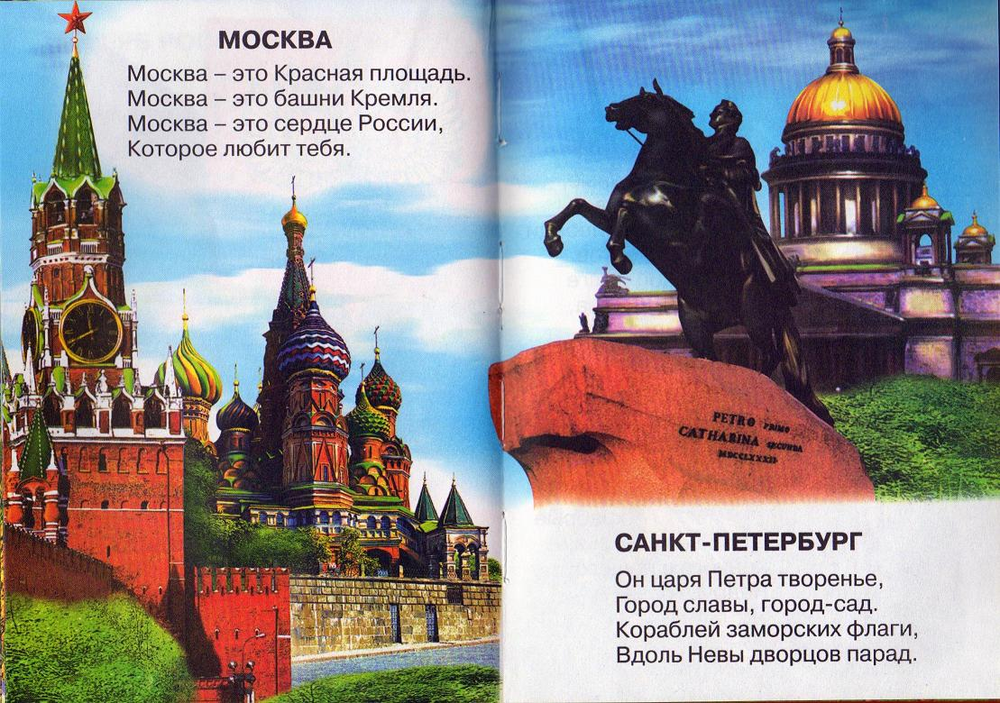 МОСКВА
Москва – это Красная площадь.
Москва – это башни Кремля.
Москва – это сердце России,
Которое любит тебя.
PETRO PRIMO
CATHARINA SECUNDA
MDCCLXXXII
САНКТ-ПЕТЕРБУРГ
Он царя Петра творенье,
Город славы, город-сад.
Кораблей заморских флаги,
Вдоль Невы дворцов парад.